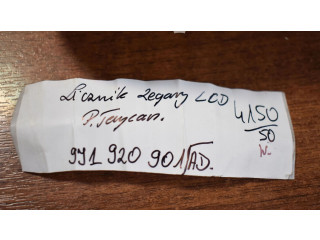 Licznik Zegary LCD
P. Taycan.
4150
50
W.
9J1 920 901/AD.